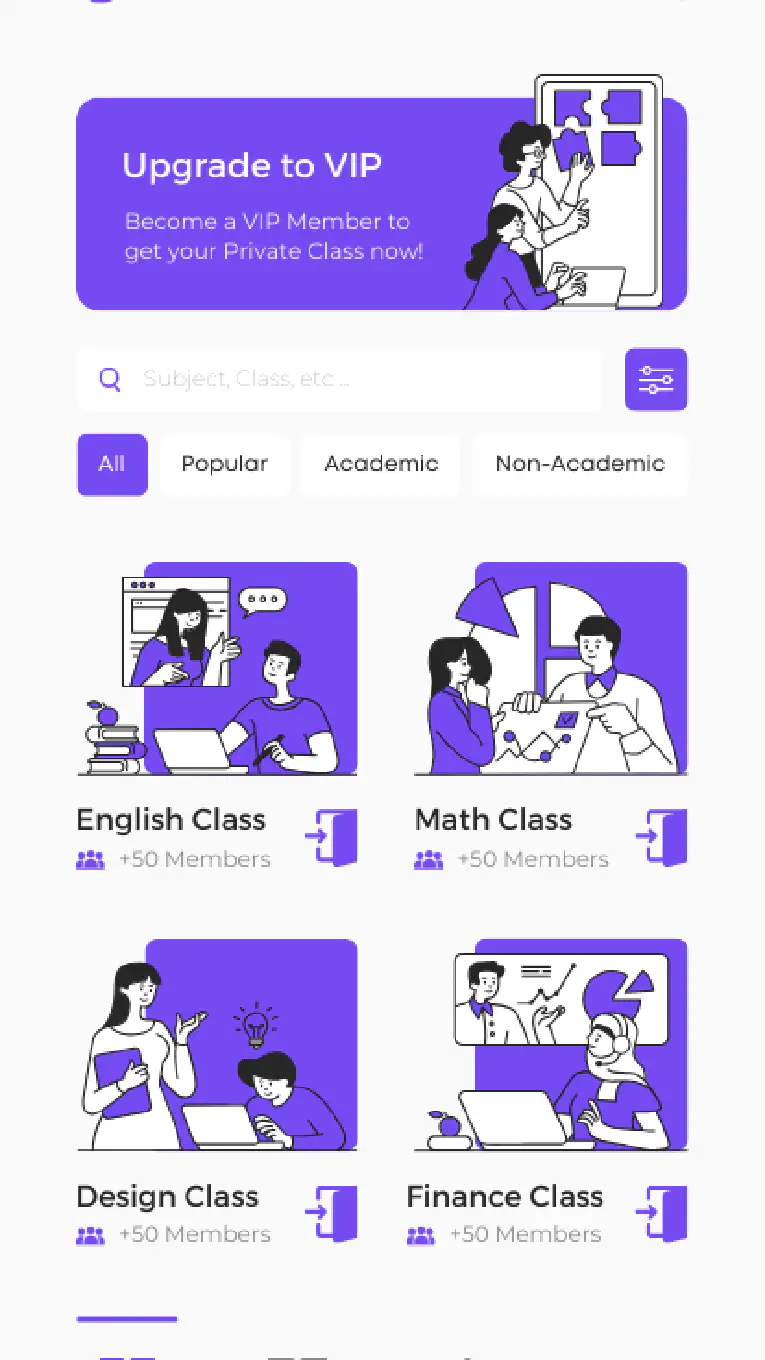 Upgrade to VIP
Become a VIP Member to
get your Private Class now!
Subject, Class, etc ...
All
Popular
Academic
Non-Academic
English Class
+50 Members
Math Class
+50 Members
Design Class
+50 Members
Finance Class
+50 Members